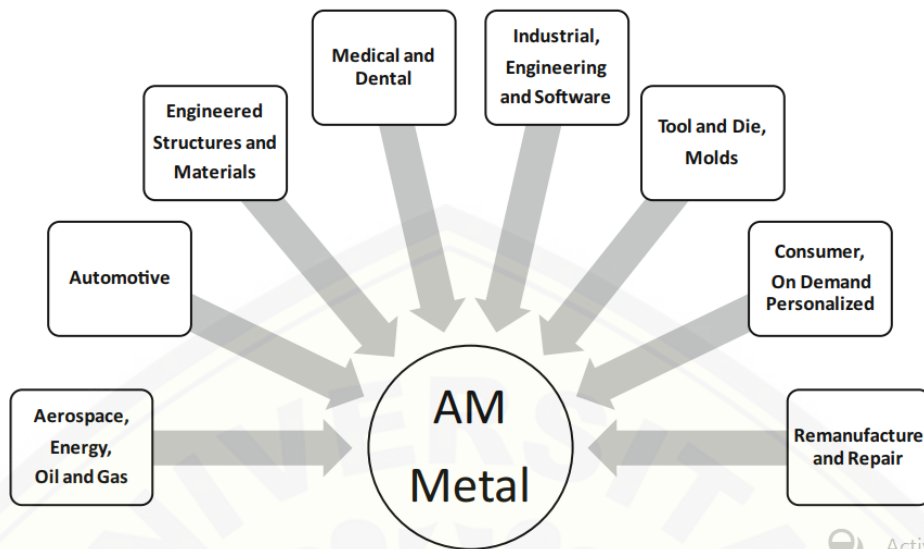 Medical and
Dental
Industrial,
Engineering
and Software
Engineered
Structures and
Materials
Tool and Die,
Molds
Automotive
Consumer,
On Demand
Personalized
Aerospace,
Energy,
Oil and Gas
AM
Metal
Remanufacture
and Repair
UNIVERSITA